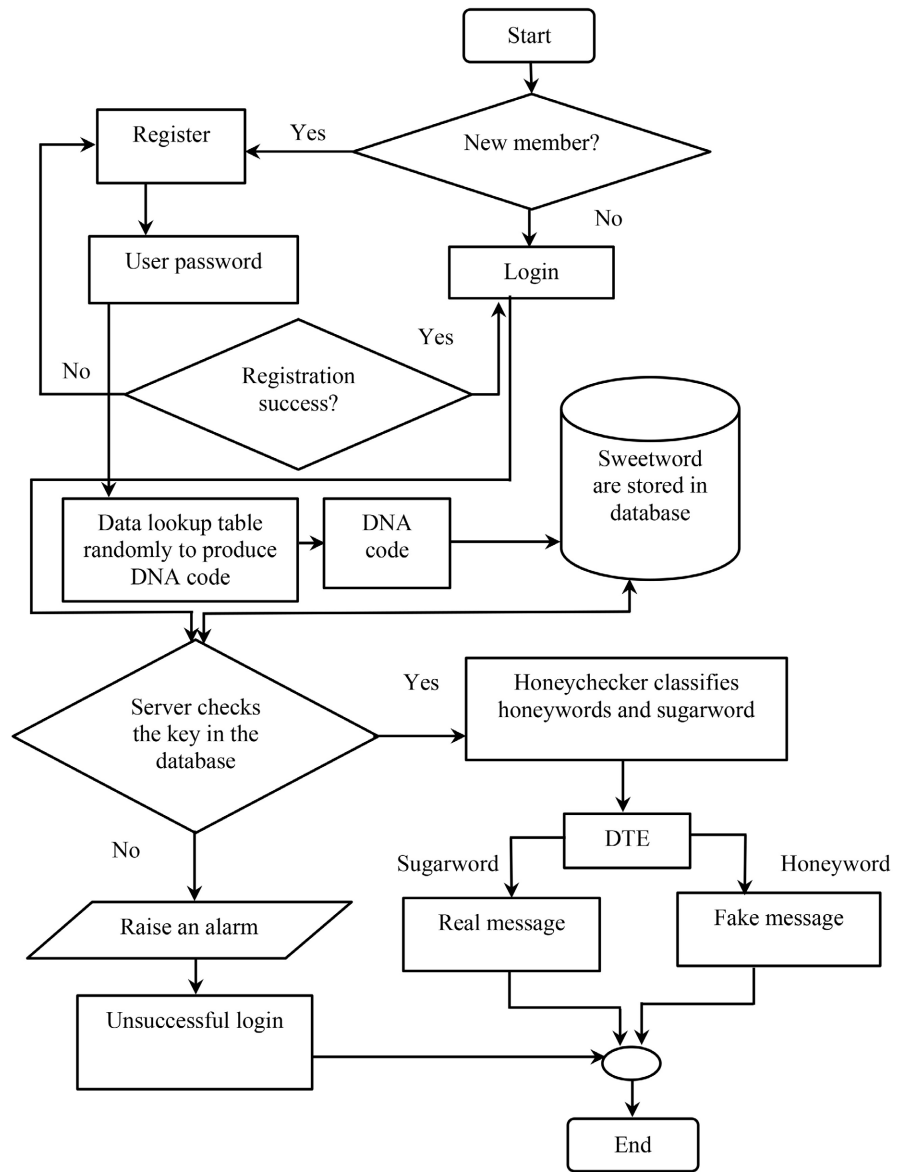 Start
New member?
Yes
Register
No
User password
Login
Yes
No
Registration
success?
Sweetword
are stored in
database
Data lookup table
randomly to produce
DNA code
DNA
code
Server checks
the key in the
database
Yes
Honeychecker classifies
honeywords and sugarword
No
DTE
Sugarword
Honeyword
Raise an alarm
Real message
Fake message
Unsuccessful login
End